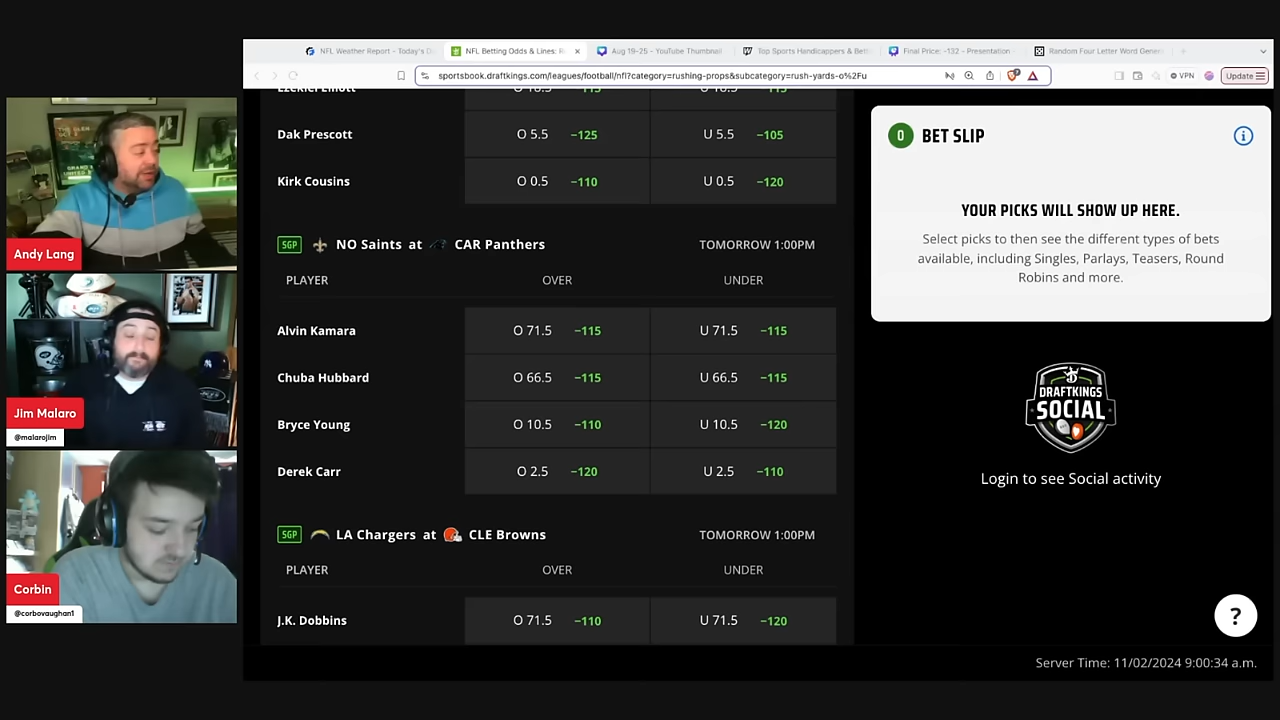 NFL Weather Report - Today's D
NFL Betting Odds & Lines: R
Aug 19-25 - YouTube Thumbnail
Top Sports Handicappers & Betti
Final Price: -132 - Presentation
Random Four Letter Word Gener
sportsbook.draftkings.com/leagues/football/nfl?category=rushing-props&subcategory=rush-yards-o%2Fu
VPN
Update
Ezekiel Elliott
Dak Prescott O 5.5 −125 U 5.5 −105
Kirk Cousins O 0.5 −110 U 0.5 −120
SGP NO Saints at CAR Panthers TOMORROW 1:00PM
PLAYER OVER UNDER
Alvin Kamara O 71.5 −115 U 71.5 −115
Chuba Hubbard O 66.5 −115 U 66.5 −115
Bryce Young O 10.5 −110 U 10.5 −120
Derek Carr O 2.5 −120 U 2.5 −110
SGP LA Chargers at CLE Browns TOMORROW 1:00PM
PLAYER OVER UNDER
J.K. Dobbins O 71.5 −110 U 71.5 −120
0 BET SLIP
YOUR PICKS WILL SHOW UP HERE.
Select picks to then see the different types of bets
available, including Singles, Parlays, Teasers, Round
Robins and more.
DRAFTKINGS
SOCIAL
Login to see Social activity
?
Server Time: 11/02/2024 9:00:34 a.m.
Andy Lang
Jim Malaro
@malarojim
Corbin
@corbovaughan1